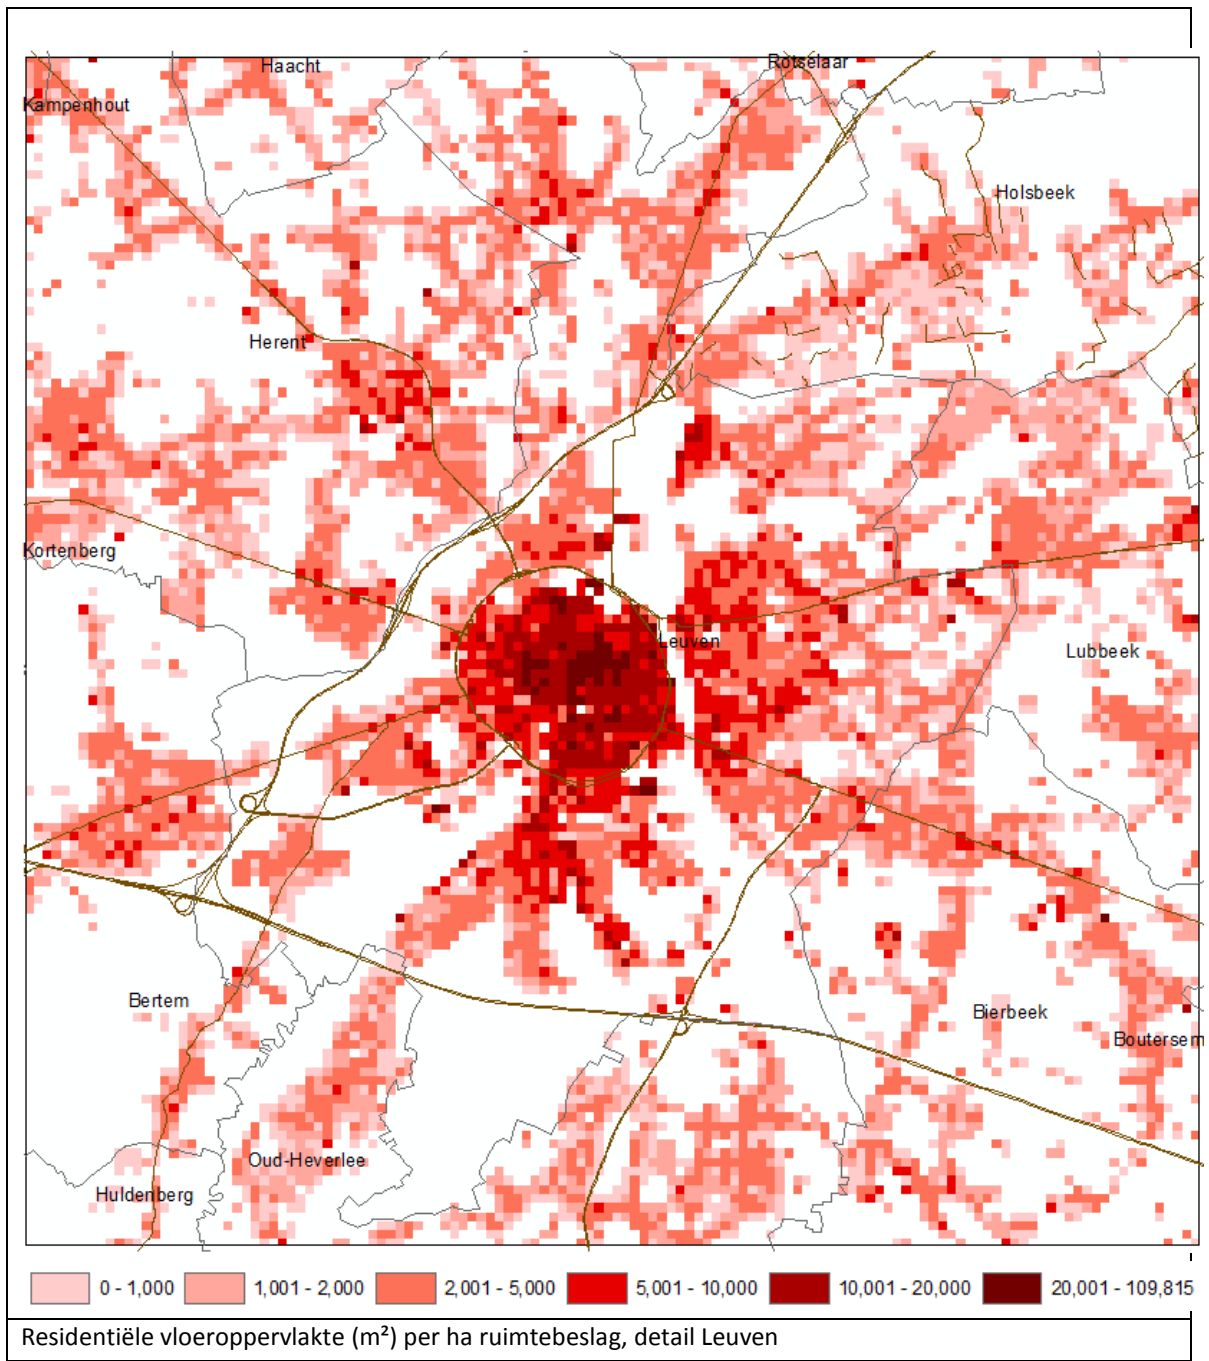 Haacht
Rotselaar
Kampenhout
Holsbeek
Herent
Kortenberg
Leuven
Lubbeek
Bertem
Bierbeek
Boutersem
Oud-Heverlee
Huldenberg
0 - 1,000 1,001 - 2,000 2,001 - 5,000 5,001 - 10,000 10,001 - 20,000 20,001 - 109,815
Residentiële vloeroppervlakte (m²) per ha ruimtebeslag, detail Leuven